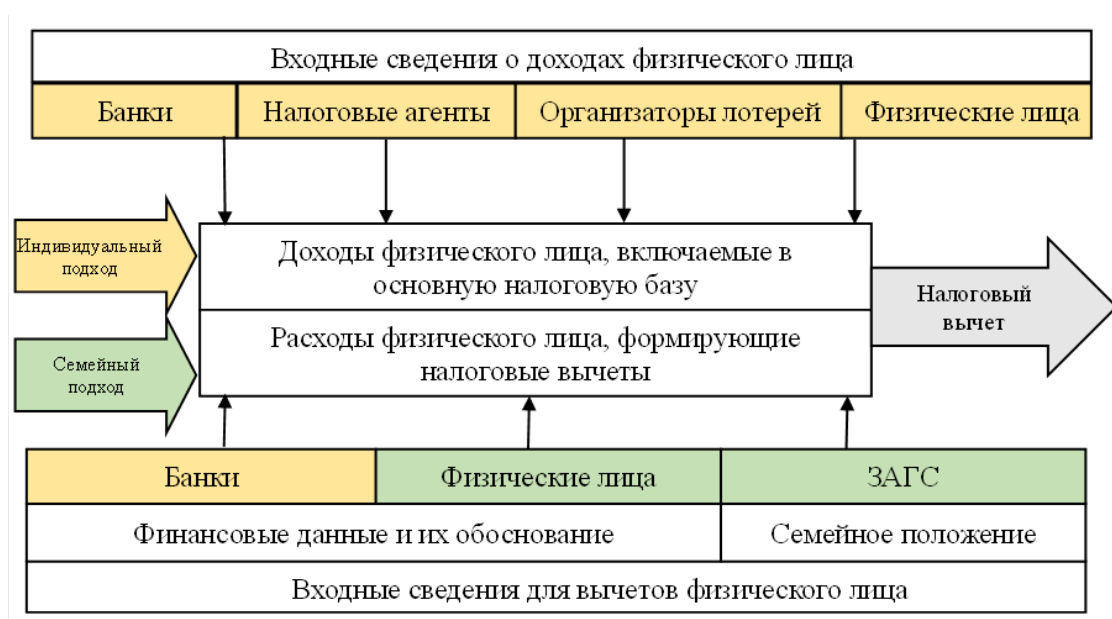 Входные сведения о доходах физического лица
Банки
Налоговые агенты
Организаторы лотерей
Физические лица
Индивидуальный
подход
Доходы физического лица, включаемые в
основную налоговую базу
Налоговый
вычет
Расходы физического лица, формирующие
налоговые вычеты
Семейный
подход
Банки
Физические лица
ЗАГС
Финансовые данные и их обоснование
Семейное положение
Входные сведения для вычетов физического лица